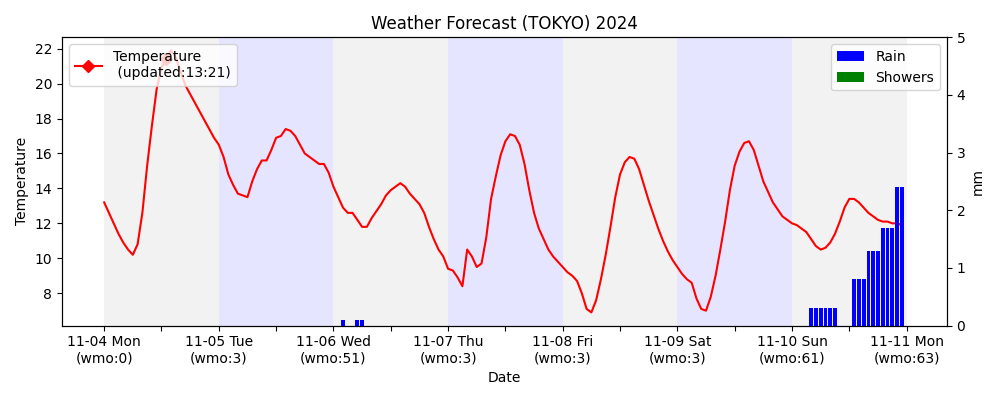 Weather Forecast (TOKYO) 2024
Temperature
(updated:13:21)
Rain
Showers
22
20
18
16
14
12
10
8
Temperature
5
4
3
2
1
0
mm
11-04 Mon
(wmo:0)
11-05 Tue
(wmo:3)
11-06 Wed
(wmo:51)
11-07 Thu
(wmo:3)
11-08 Fri
(wmo:3)
11-09 Sat
(wmo:3)
11-10 Sun
(wmo:61)
11-11 Mon
(wmo:63)
Date